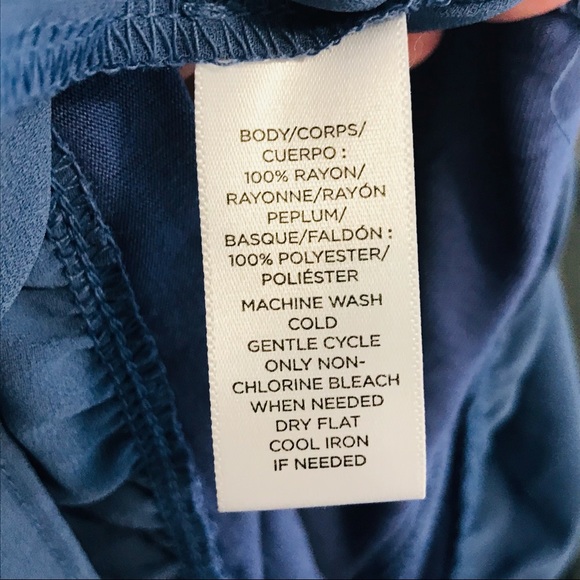 BODY/CORPS/
CUERPO :
100% RAYON/
RAYONNE/RAYÓN
PEPLUM/
BASQUE/FALDÓN :
100% POLYESTER/
POLIÉSTER
MACHINE WASH
COLD
GENTLE CYCLE
ONLY NON-
CHLORINE BLEACH
WHEN NEEDED
DRY FLAT
COOL IRON
IF NEEDED